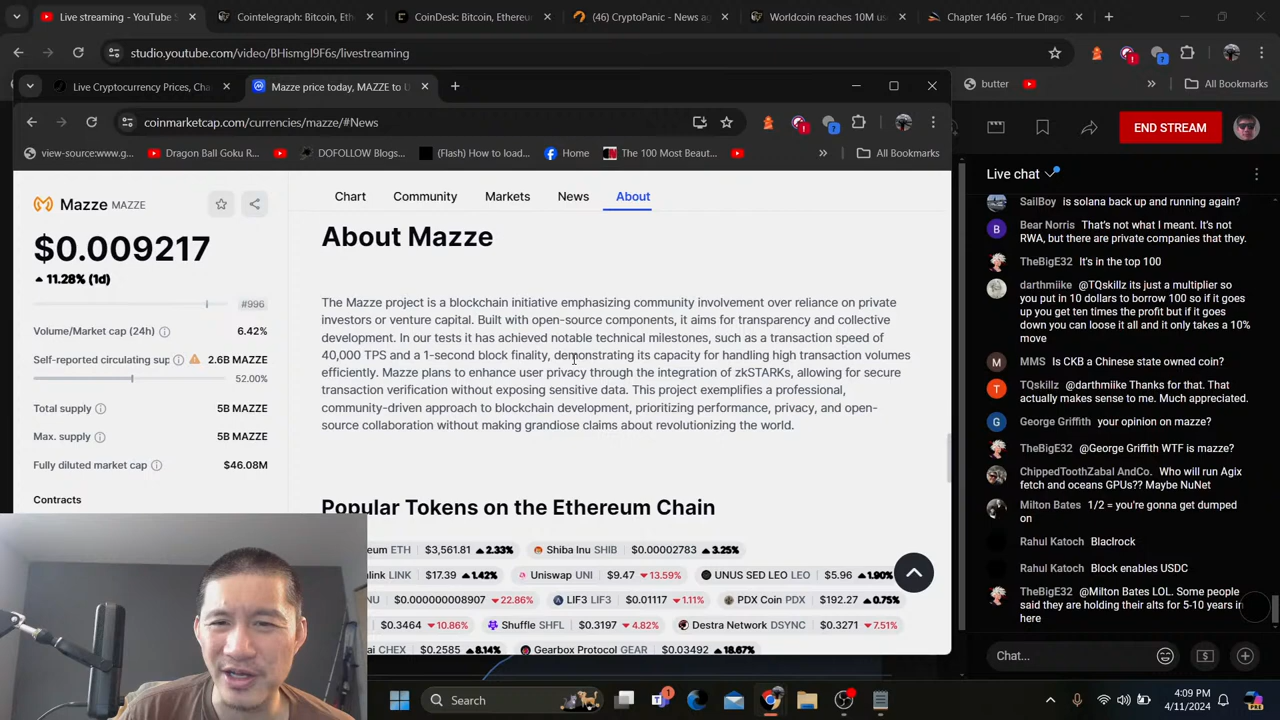 Live streaming - YouTube S
Cointelegraph: Bitcoin, Ethe
CoinDesk: Bitcoin, Ethereu
(46) CryptoPanic - News ag
Worldcoin reaches 10M us
Chapter 1466 - True Drago
studio.youtube.com/video/BHismgl9F6s/livestreaming
butter
All Bookmarks
Live Cryptocurrency Prices, Cha
Mazze price today, MAZZE to U
coinmarketcap.com/currencies/mazze/#News
view-source:www.g...
Dragon Ball Goku R...
DOFOLLOW Blogs...
(Flash) How to load...
Home
The 100 Most Beaut...
All Bookmarks
END STREAM
Mazze MAZZE
$0.009217
11.28% (1d)
#996
Volume/Market cap (24h) 6.42%
Self-reported circulating sup 2.6B MAZZE
52.00%
Total supply 5B MAZZE
Max. supply 5B MAZZE
Fully diluted market cap $46.08M
Contracts
Chart Community Markets News About
About Mazze
The Mazze project is a blockchain initiative emphasizing community involvement over reliance on private
investors or venture capital. Built with open-source components, it aims for transparency and collective
development. In our tests it has achieved notable technical milestones, such as a transaction speed of
40,000 TPS and a 1-second block finality, demonstrating its capacity for handling high transaction volumes
efficiently. Mazze plans to enhance user privacy through the integration of zkSTARKs, allowing for secure
transaction verification without exposing sensitive data. This project exemplifies a professional,
community-driven approach to blockchain development, prioritizing performance, privacy, and open-
source collaboration without making grandiose claims about revolutionizing the world.
Popular Tokens on the Ethereum Chain
eum ETH $3,561.81 2.33%
Shiba Inu SHIB $0.00002783 3.25%
nlink LINK $17.39 1.42%
Uniswap UNI $9.47 13.59%
UNUS SED LEO LEO $5.96 1.90%
NU $0.000000008907 22.86%
LIF3 LIF3 $0.01117 1.11%
PDX Coin PDX $192.27 0.75%
$0.3464 10.86%
Shuffle SHFL $0.3197 4.82%
Destra Network DSYNC $0.3271 7.51%
ai CHEX $0.2585 8.14%
Gearbox Protocol GEAR $0.03492 18.67%
Live chat
SailBoy is solana back up and running again?
Bear Norris That's not what I meant. It's not
RWA, but there are private companies that they.
TheBigE32 It's in the top 100
darthmiike @TQskillz its just a multiplier so
you put in 10 dollars to borrow 100 so if it goes
up you get ten times the profit but if it goes
down you can loose it all and it only takes a 10%
move
MMS Is CKB a Chinese state owned coin?
TQskillz @darthmiike Thanks for that. That
actually makes sense to me. Much appreciated.
George Griffith your opinion on mazze?
TheBigE32 @George Griffith WTF is mazze?
ChippedToothZabal AndCo. Who will run Agix
fetch and oceans GPUs?? Maybe NuNet
Milton Bates 1/2 = you're gonna get dumped
on
Rahul Katoch Blaclrock
Rahul Katoch Block enables USDC
TheBigE32 @Milton Bates LOL. Some people
said they are holding their alts for 5-10 years in
here
Chat...
Search
4:09 PM
4/11/2024